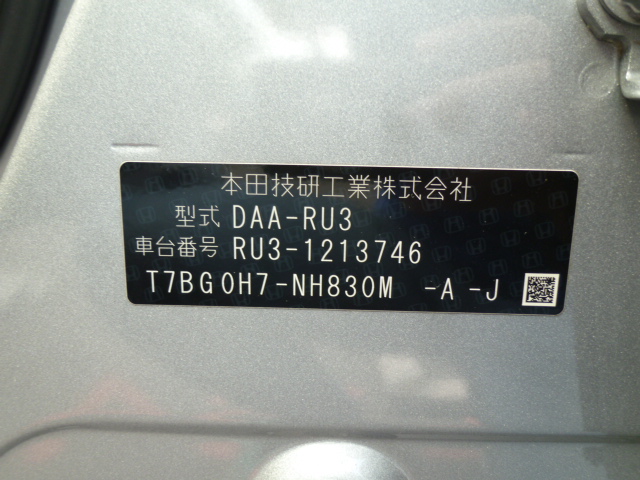 本田技研工業株式会社
型式 DAA-RU3
車台番号 RU3-1213746
T7BG0H7-NH830M -A -J